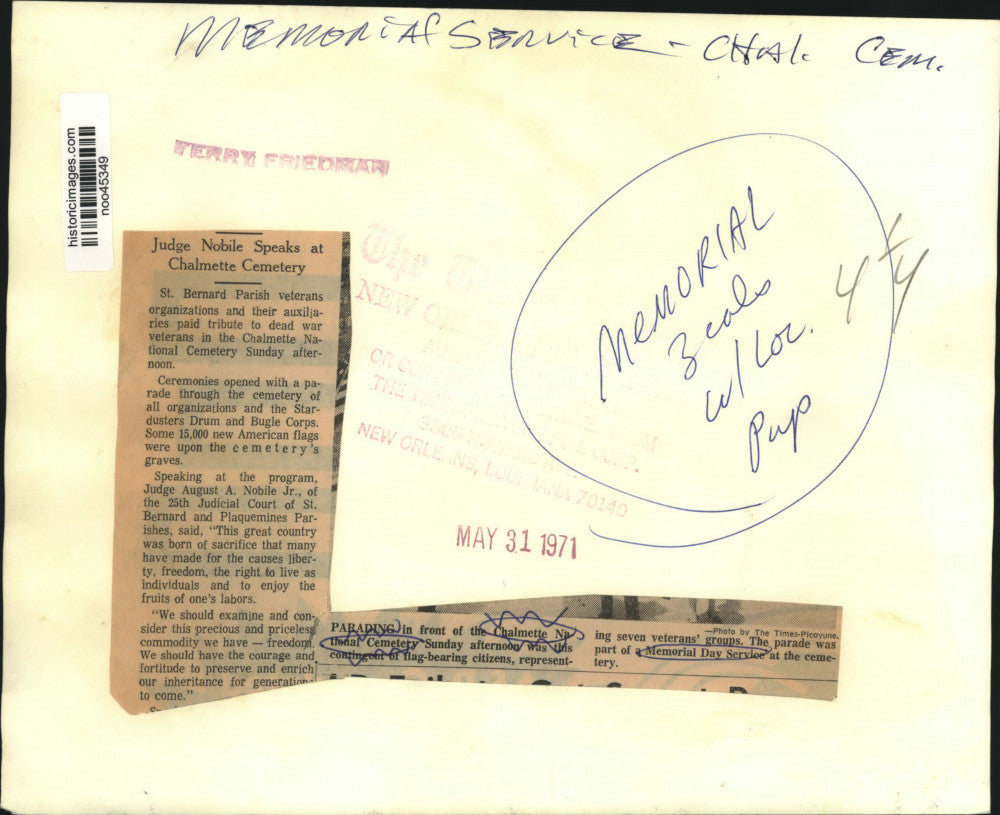 MEMORIAL SERVICE - CHAL. CEM.
historicimages.com
noo45349
TERRY FRIEDMAN
Judge Nobile Speaks at
Chalmette Cemetery
St. Bernard Parish veterans
organizations and their auxilia-
ries paid tribute to dead war
veterans in the Chalmette Na-
tional Cemetery Sunday after-
noon.
Ceremonies opened with a pa-
rade through the cemetery of
all organizations and the Star-
dusters Drum and Bugle Corps.
Some 15,000 new American flags
were upon the cemetery's
graves.
Speaking at the program,
Judge August A. Nobile Jr., of
the 25th Judicial Court of St.
Bernard and Plaquemines Par-
ishes, said, "This great country
was born of sacrifice that many
have made for the causes liber-
ty, freedom, the right to live as
individuals and to enjoy the
fruits of one's labors.
"We should examine and con-
sider this precious and priceless
commodity we have — freedom.
We should have the courage and
fortitude to preserve and enrich
our inheritance for generations
to come."
The
NEW
THE
NEW ORLEANS, LOUISIANA 70140
MAY 31 1971
MEMORIAL
3 cols
w/ Loc.
Pup
4
PARADING in front of the Chalmette Na-
tional Cemetery Sunday afternoon was this
contingent of flag-bearing citizens, represent-
—Photo by The Times-Picayune.
ing seven veterans' groups. The parade was
part of a Memorial Day Service at the ceme-
tery.